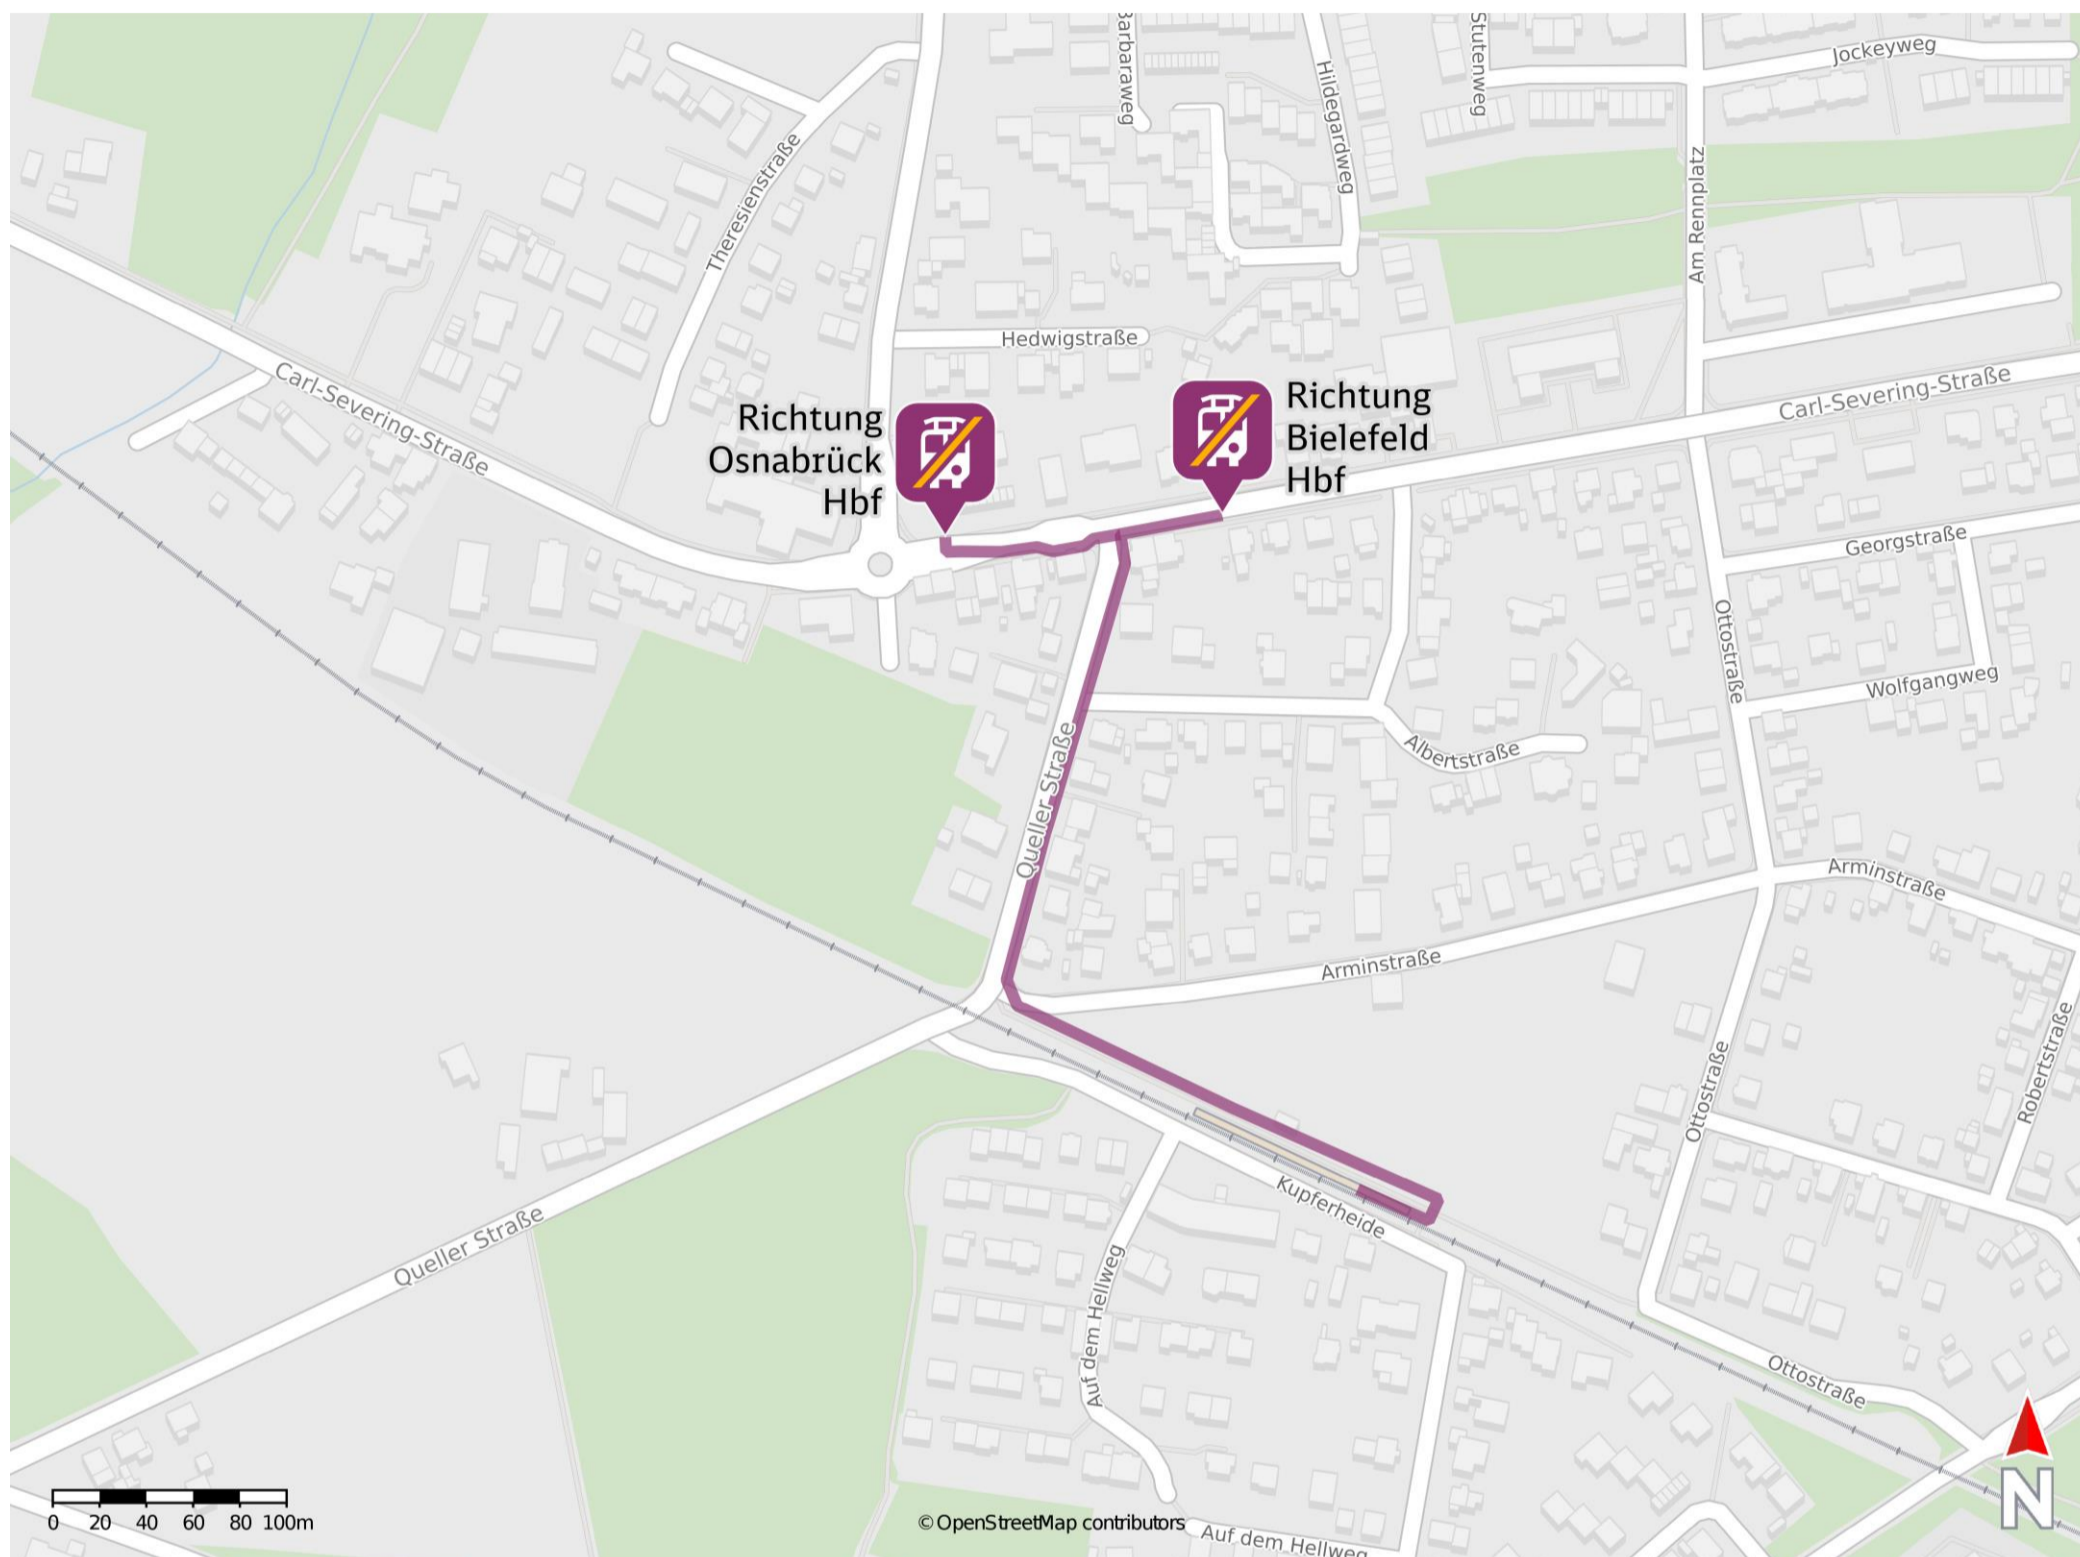 Barbaraweg
Hildegardweg
Stutenweg
Jockeyweg
Theresienstraße
Am Rennplatz
Hedwigstraße
Carl-Severing-Straße
Carl-Severing-Straße
Richtung
Osnabrück
Hbf
Richtung
Bielefeld
Hbf
Georgstraße
Ottostraße
Wolfgangweg
Queller Straße
Albertstraße
Arminstraße
Arminstraße
Robertstraße
Ottostraße
Kupferheide
Queller Straße
Auf dem Hellweg
Ottostraße
N
0 20 40 60 80 100m
© OpenStreetMap contributors
Auf dem Hellweg